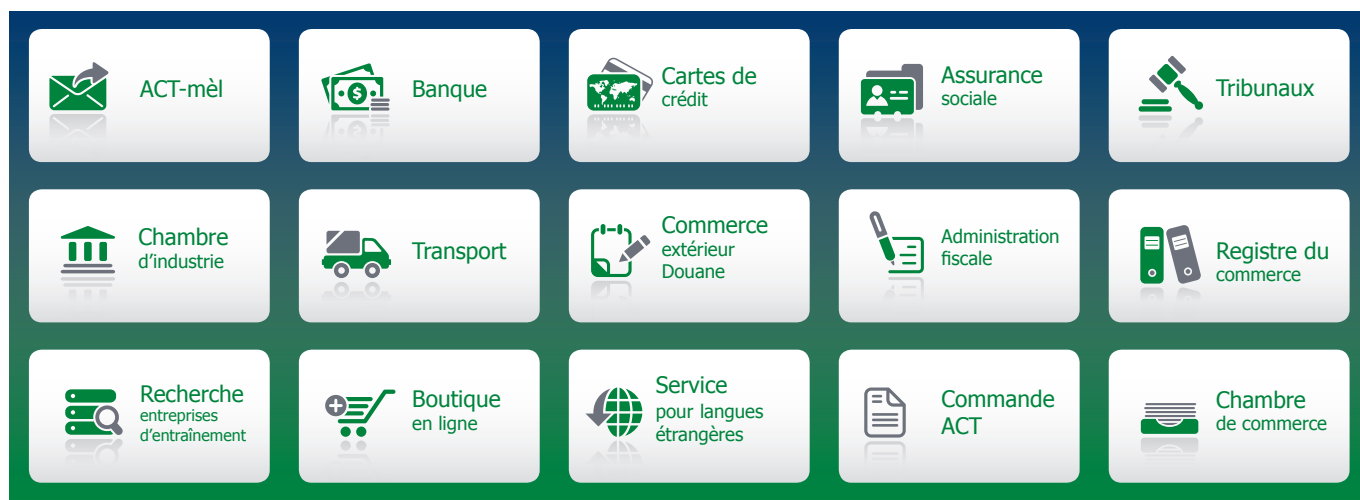 ACT-mèl
Banque
Cartes de
crédit
Assurance
sociale
Tribunaux
Chambre
d'industrie
Transport
Commerce
extérieur
Douane
Administration
fiscale
Registre du
commerce
Recherche
entreprises
d'entraînement
Boutique
en ligne
Service
pour langues
étrangères
Commande
ACT
Chambre
de commerce